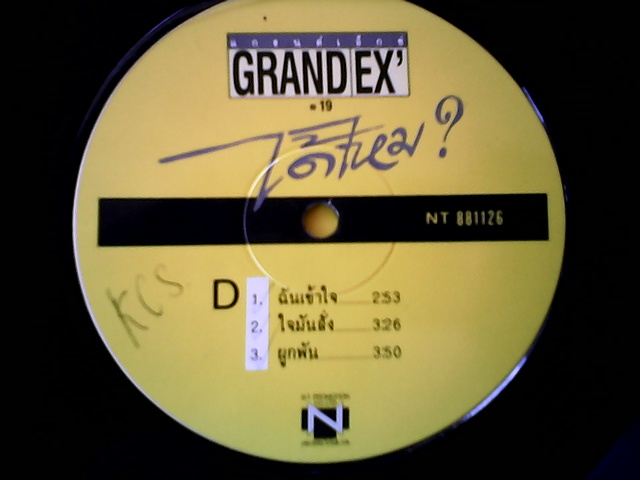 แกรนด์เอ็กซ์
GRAND EX'
= 19
ได้ไหม?
NT 881126
KCS
D
1. ฉันเข้าใจ 2:53
2. ใจมันสั่ง 3:26
3. ผูกพัน 3:50
N